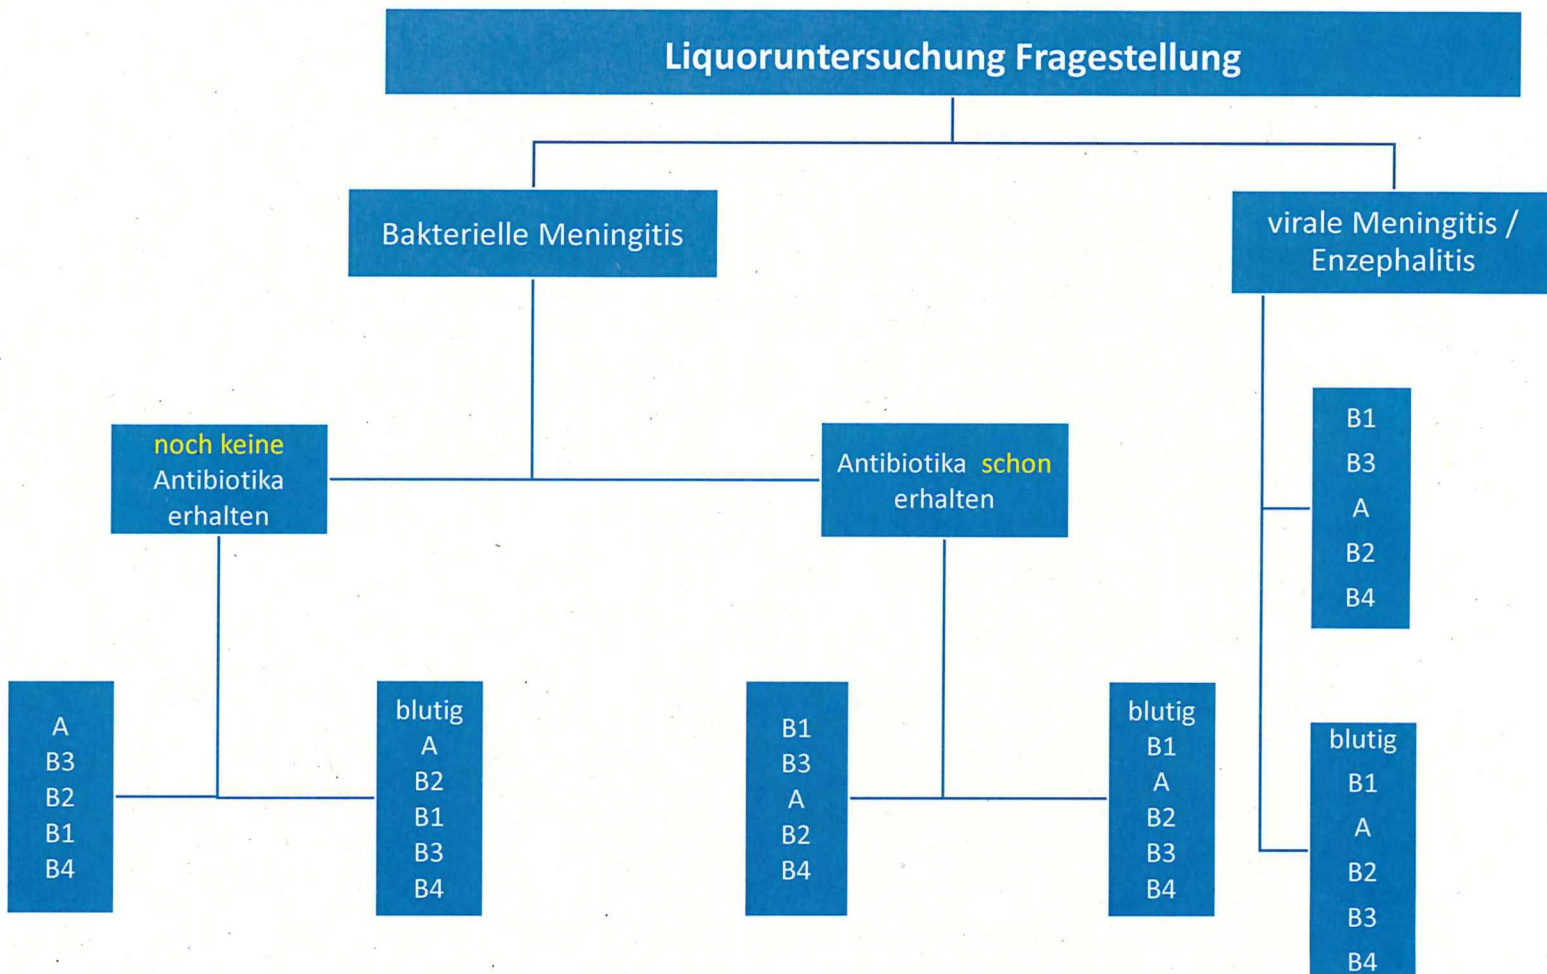 Liquoruntersuchung Fragestellung
Bakterielle Meningitis
virale Meningitis /
Enzephalitis
noch keine
Antibiotika
erhalten
Antibiotika schon
erhalten
B1
B3
A
B2
B4
A
B3
B2
B1
B4
blutig
A
B2
B1
B3
B4
B1
B3
A
B2
B4
blutig
B1
A
B2
B3
B4
blutig
B1
A
B2
B3
B4